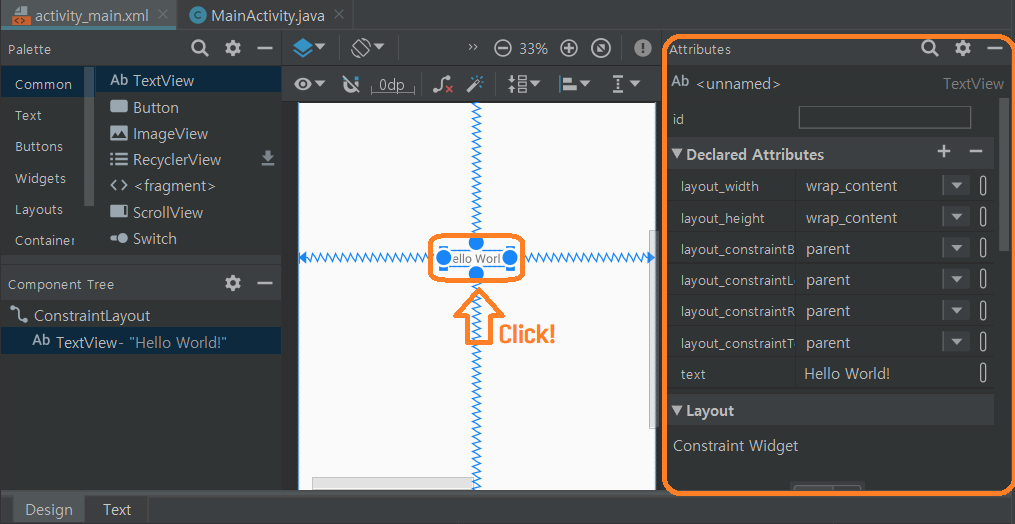 activity_main.xml
MainActivity.java
Palette
Common
Text
Buttons
Widgets
Layouts
Container
Ab TextView
Button
ImageView
RecyclerView
<fragment>
ScrollView
Switch
Component Tree
ConstraintLayout
Ab TextView- "Hello World!"
33%
0dp
ello Worl
Click!
Attributes
Ab <unnamed>
TextView
id
Declared Attributes
layout_width wrap_content
layout_height wrap_content
layout_constraintB parent
layout_constraintL parent
layout_constraintR parent
layout_constraintT parent
text Hello World!
Layout
Constraint Widget
Design
Text